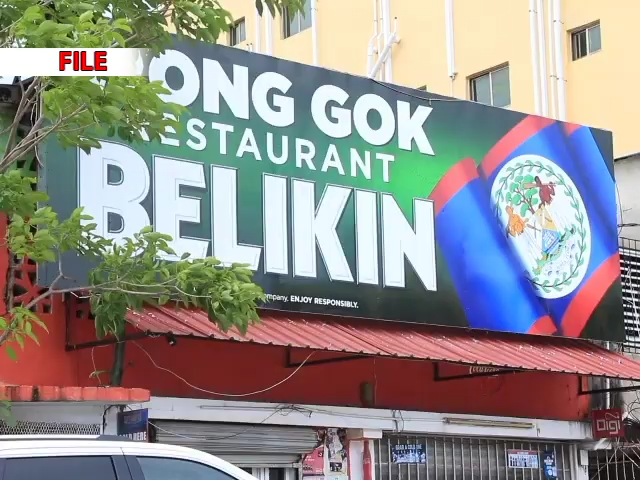 FILE
ONG GOK
RESTAURANT
BELIKIN
ompany. ENJOY RESPONSIBLY.
Digi